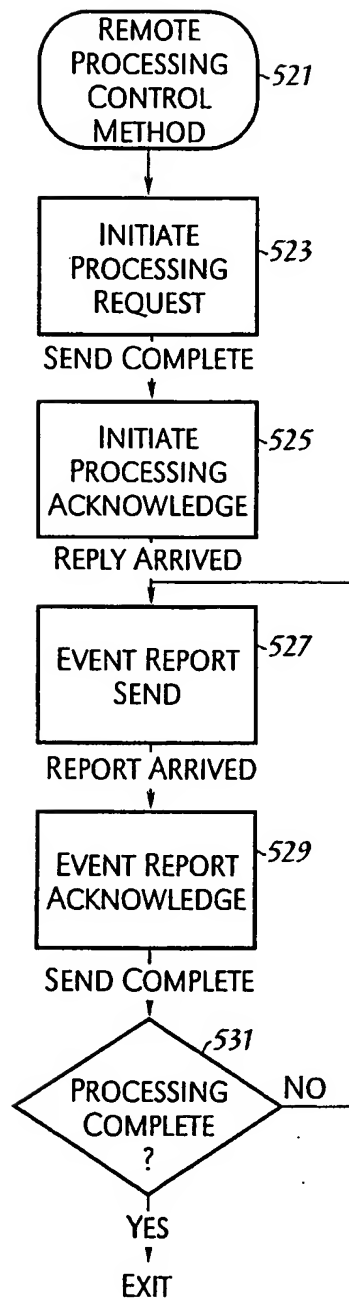 REMOTE
PROCESSING
CONTROL
METHOD
521
INITIATE
PROCESSING
REQUEST
523
SEND COMPLETE
INITIATE
PROCESSING
ACKNOWLEDGE
525
REPLY ARRIVED
EVENT REPORT
SEND
527
REPORT ARRIVED
EVENT REPORT
ACKNOWLEDGE
529
SEND COMPLETE
531
PROCESSING
COMPLETE
?
NO
YES
EXIT